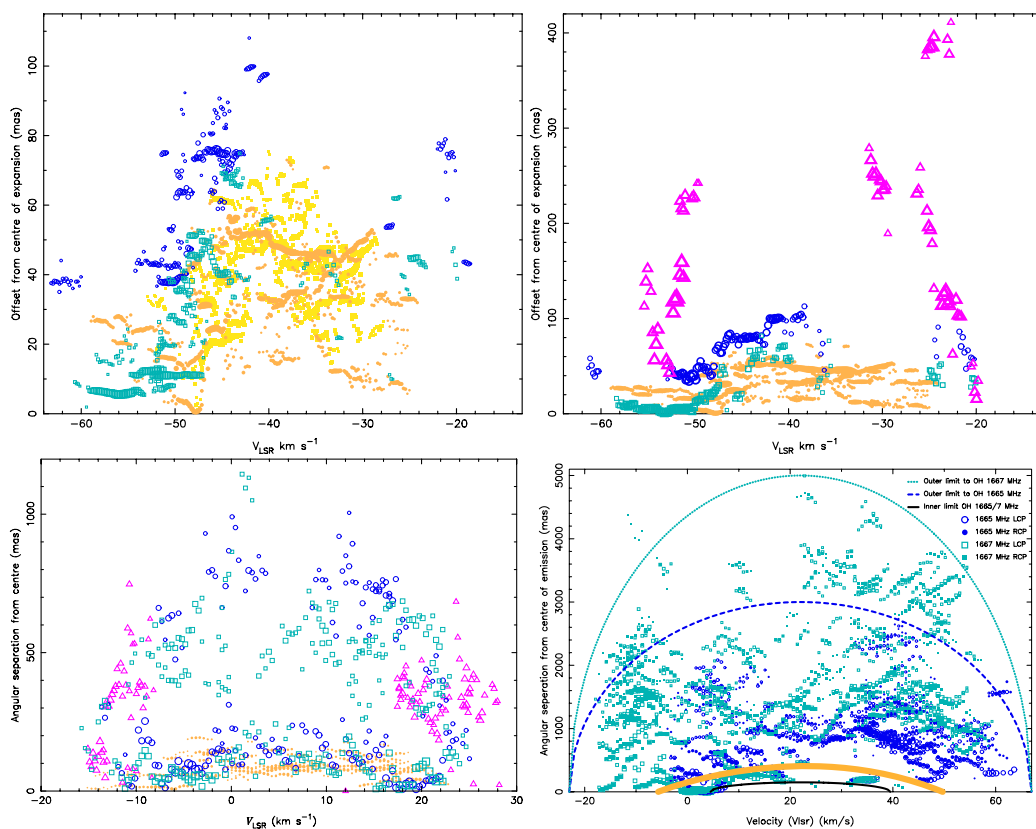 Offset from centre of expansion (mas)
0
20
40
60
80
100
−60
−50
−40
−30
−20
V_LSR km s⁻¹
Offset from centre of expansion (mas)
0
100
200
300
400
−60
−50
−40
−30
−20
V_LSR km s⁻¹
Angular separation from centre (mas)
0
500
1000
−20
−10
0
10
20
30
V_LSR (km s⁻¹)
Angular seperation from centre of emission (mas)
0
1000
2000
3000
4000
5000
Outer limit to OH 1667 MHz
Outer limit to OH 1665 MHz
Inner limit OH 1665/7 MHz
1665 MHz LCP
1665 MHz RCP
1667 MHz LCP
1667 MHz RCP
−20
0
20
40
60
Velocity (Vlsr) (km/s)